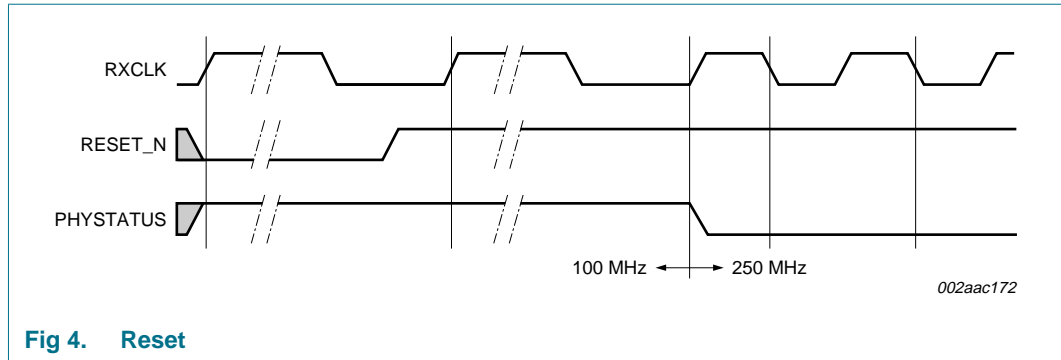 RXCLK
RESET_N
PHYSTATUS
100 MHz 250 MHz
002aac172
Fig 4. Reset